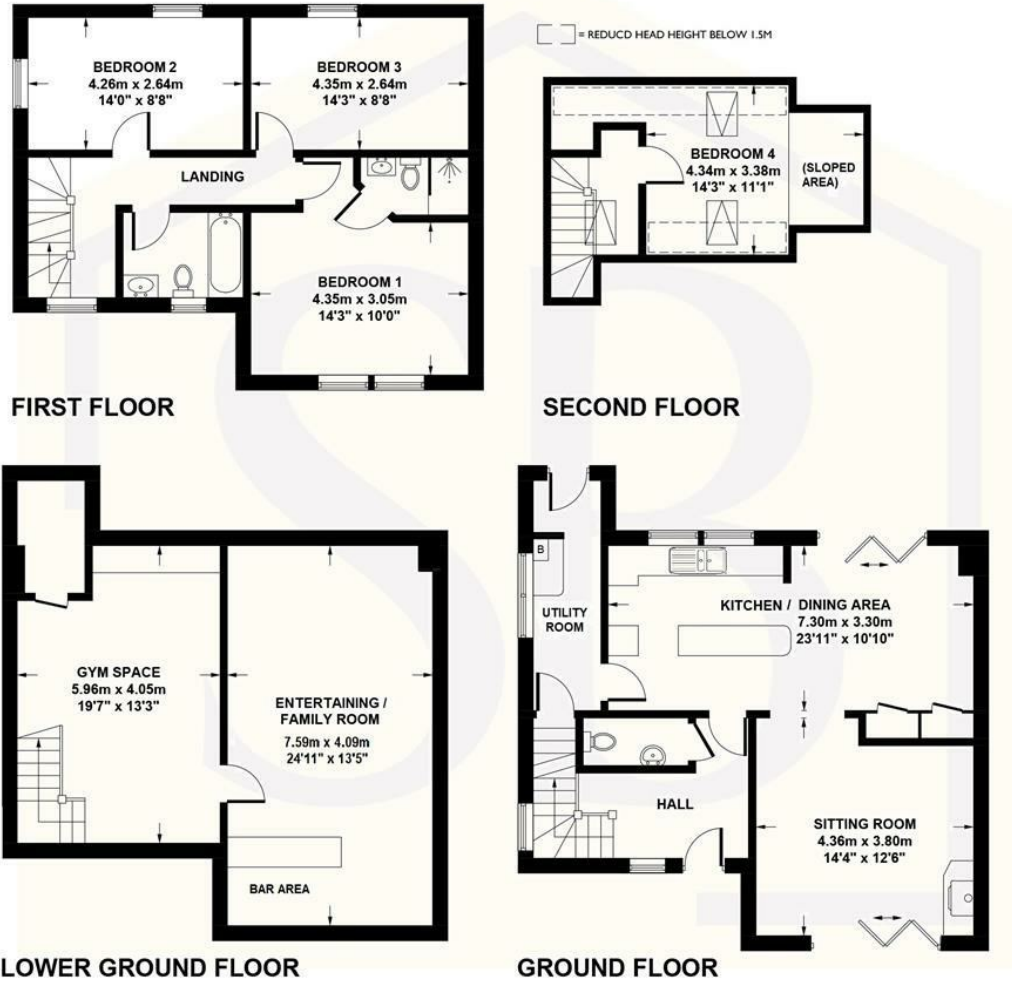 BEDROOM 2
4.26m x 2.64m
14'0" x 8'8"
BEDROOM 3
4.35m x 2.64m
14'3" x 8'8"
LANDING
BEDROOM 1
4.35m x 3.05m
14'3" x 10'0"
FIRST FLOOR
= REDUCD HEAD HEIGHT BELOW 1.5M
BEDROOM 4
4.34m x 3.38m
14'3" x 11'1"
(SLOPED
AREA)
SECOND FLOOR
GYM SPACE
5.96m x 4.05m
19'7" x 13'3"
ENTERTAINING /
FAMILY ROOM
7.59m x 4.09m
24'11" x 13'5"
BAR AREA
LOWER GROUND FLOOR
B
UTILITY
ROOM
KITCHEN / DINING AREA
7.30m x 3.30m
23'11" x 10'10"
HALL
SITTING ROOM
4.36m x 3.80m
14'4" x 12'6"
GROUND FLOOR
SB